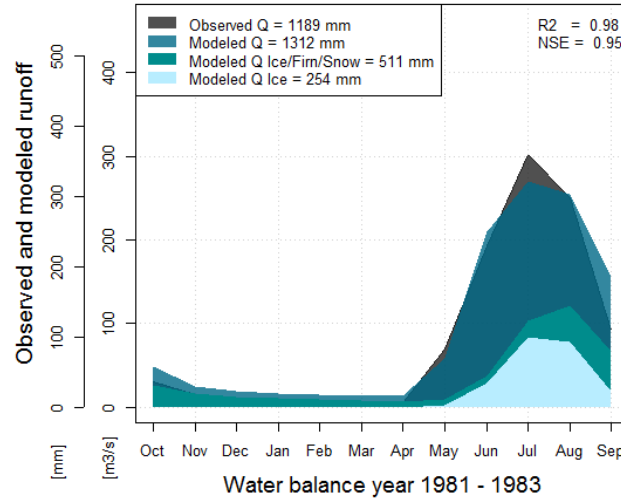 Observed Q = 1189 mm
Modeled Q = 1312 mm
Modeled Q Ice/Firn/Snow = 511 mm
Modeled Q Ice = 254 mm
R2 = 0.98
NSE = 0.95
Observed and modeled runoff
500
400
300
200
100
0
[mm]
400
300
200
100
0
[m3/s]
Oct Nov Dec Jan Feb Mar Apr May Jun Jul Aug Sep
Water balance year 1981 - 1983